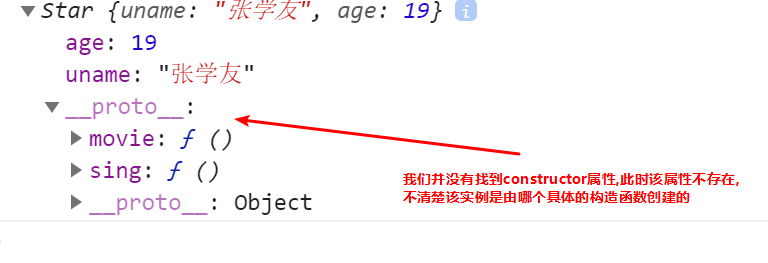 Star {uname: "张学友", age: 19} i
age: 19
uname: "张学友"
__proto__:
movie: ƒ ()
sing: ƒ ()
__proto__: Object
我们并没有找到constructor属性,此时该属性不存在,
不清楚该实例是由哪个具体的构造函数创建的